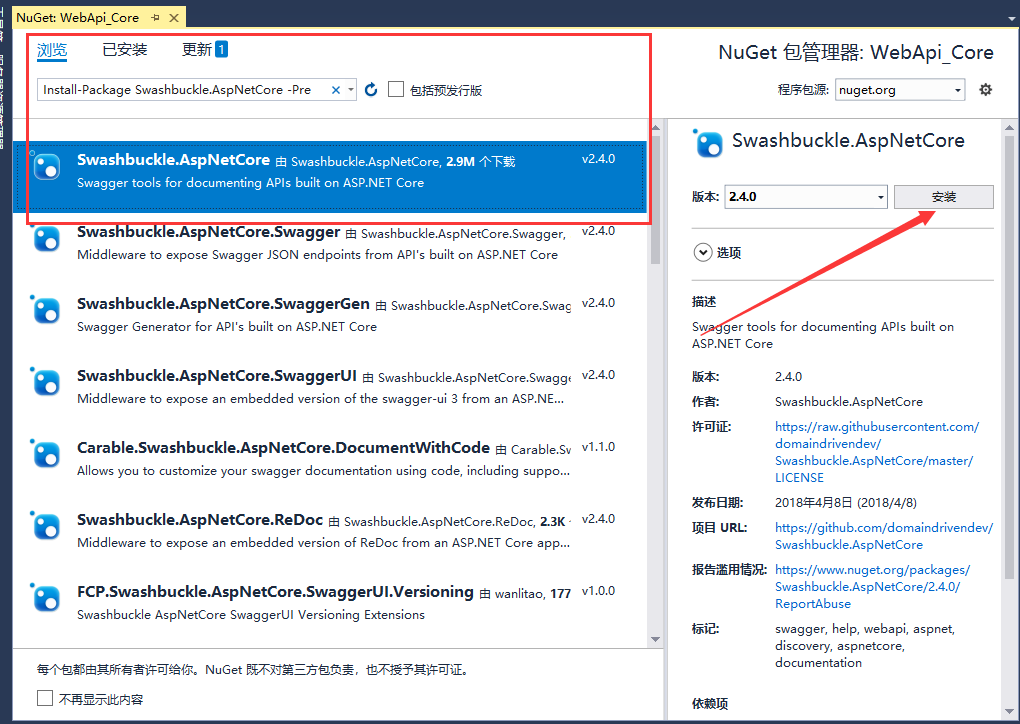 NuGet: WebApi_Core
浏览 已安装 更新 1
NuGet 包管理器: WebApi_Core
Install-Package Swashbuckle.AspNetCore -Pre
包括预发行版
程序包源: nuget.org
Swashbuckle.AspNetCore 由 Swashbuckle.AspNetCore, 2.9M 个下载 v2.4.0
Swagger tools for documenting APIs built on ASP.NET Core
Swashbuckle.AspNetCore.Swagger 由 Swashbuckle.AspNetCore.Swagger, v2.4.0
Middleware to expose Swagger JSON endpoints from API's built on ASP.NET Core
Swashbuckle.AspNetCore.SwaggerGen 由 Swashbuckle.AspNetCore.Swag v2.4.0
Swagger Generator for API's built on ASP.NET Core
Swashbuckle.AspNetCore.SwaggerUI 由 Swashbuckle.AspNetCore.Swagge v2.4.0
Middleware to expose an embedded version of the swagger-ui 3 from an ASP.NE...
Carable.Swashbuckle.AspNetCore.DocumentWithCode 由 Carable.Sw v1.1.0
Allows you to customize your swagger documentation using code, including suppo...
Swashbuckle.AspNetCore.ReDoc 由 Swashbuckle.AspNetCore.ReDoc, 2.3K v2.4.0
Middleware to expose an embedded version of ReDoc from an ASP.NET Core app...
FCP.Swashbuckle.AspNetCore.SwaggerUI.Versioning 由 wanlitao, 177 v1.0.0
Swashbuckle AspNetCore SwaggerUI Versioning Extensions
每个包都由其所有者许可给你。NuGet 既不对第三方包负责，也不授予其许可证。
不再显示此内容
Swashbuckle.AspNetCore
版本: 2.4.0 安装
选项
描述
Swagger tools for documenting APIs built on
ASP.NET Core
版本: 2.4.0
作者: Swashbuckle.AspNetCore
许可证: https://raw.githubusercontent.com/
domaindrivendev/
Swashbuckle.AspNetCore/master/
LICENSE
发布日期: 2018年4月8日 (2018/4/8)
项目 URL: https://github.com/domaindrivendev/
Swashbuckle.AspNetCore
报告滥用情况: https://www.nuget.org/packages/
Swashbuckle.AspNetCore/2.4.0/
ReportAbuse
标记: swagger, help, webapi, aspnet,
discovery, aspnetcore,
documentation
依赖项